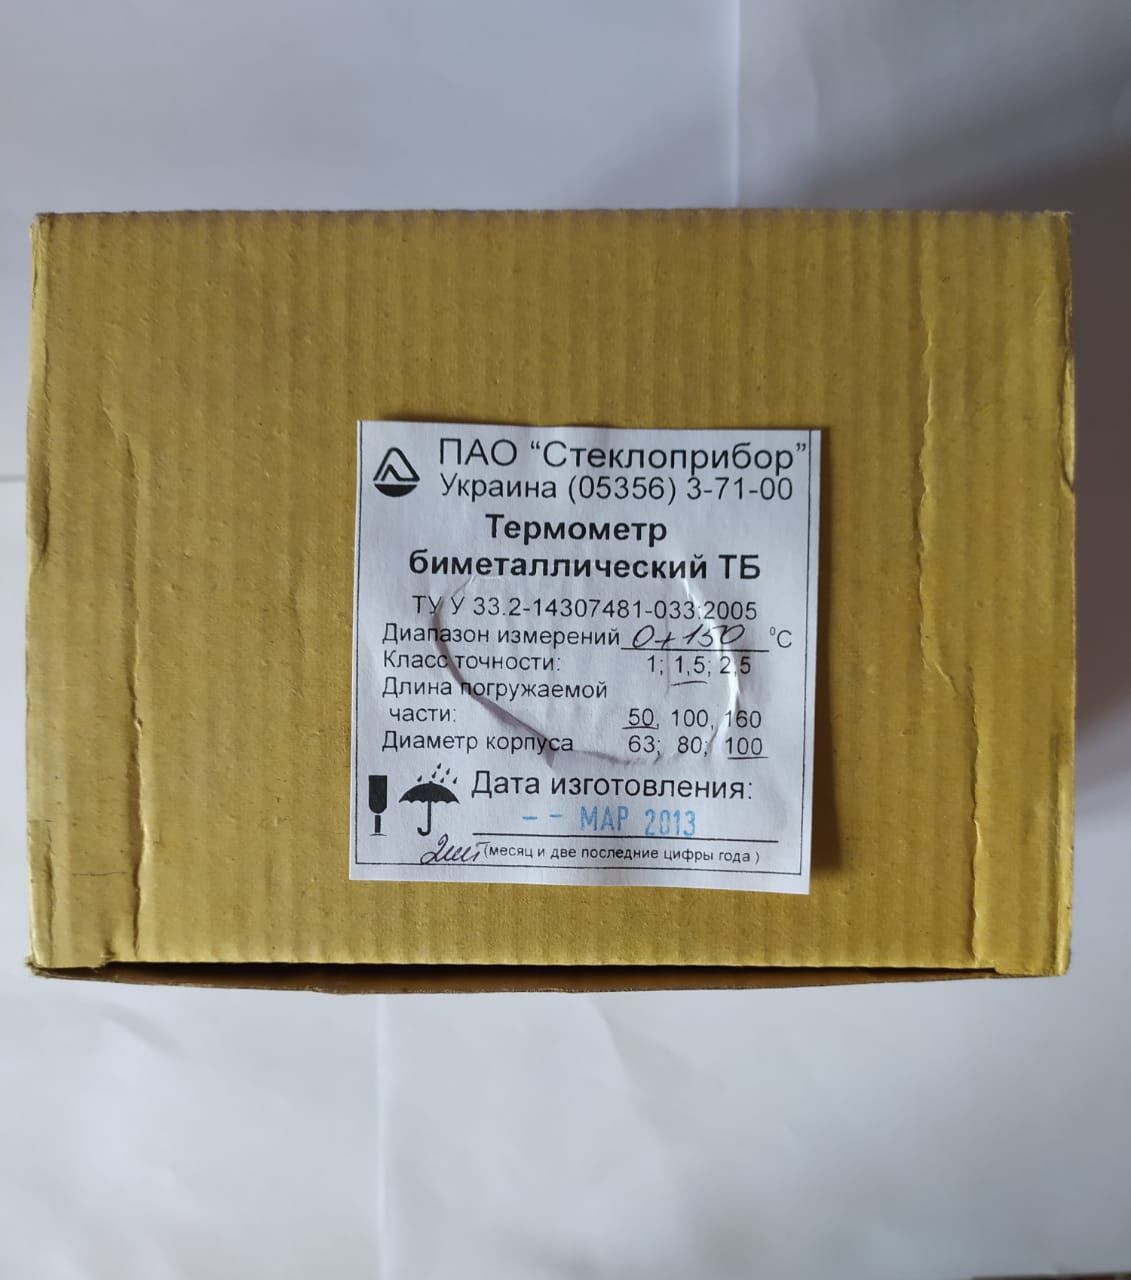 ПАО “Стеклоприбор”
Украина (05356) 3-71-00
Термометр
биметаллический ТБ
ТУ У 33.2-14307481-033:2005
Диапазон измерений 0+150 °С
Класс точности: 1; 1,5; 2,5
Длина погружаемой
части: 50, 100, 160
Диаметр корпуса 63; 80; 100
Дата изготовления:
-- МАР 2013
2шт (месяц и две последние цифры года)